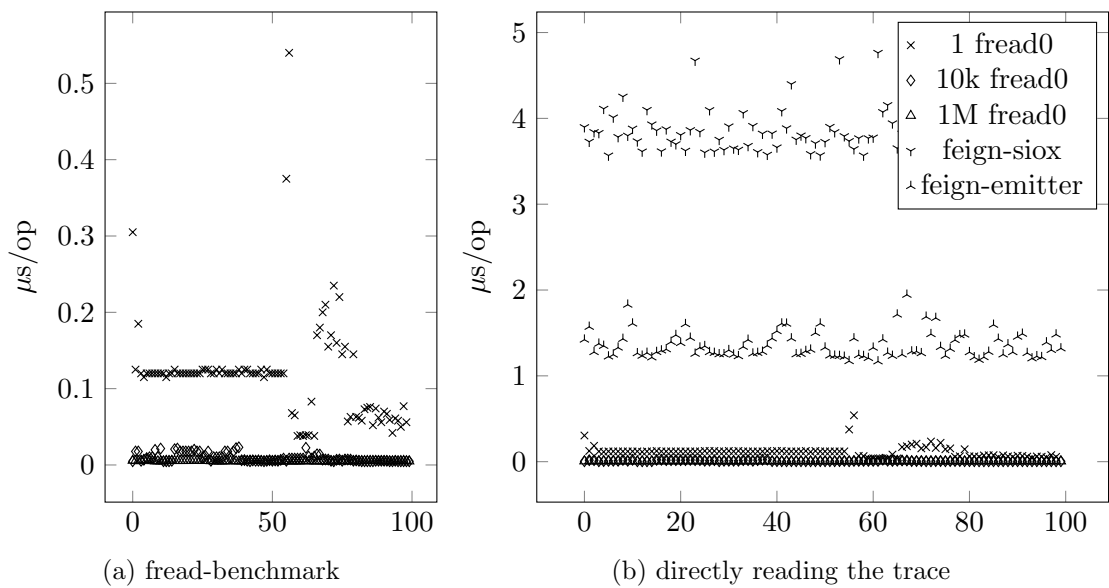 0.5
0.4
0.3
0.2
0.1
0
μs/op
0 50 100
(a) fread-benchmark
5
4
3
2
1
0
μs/op
0 20 40 60 80 100
1 fread0
10k fread0
1M fread0
feign-siox
feign-emitter
(b) directly reading the trace